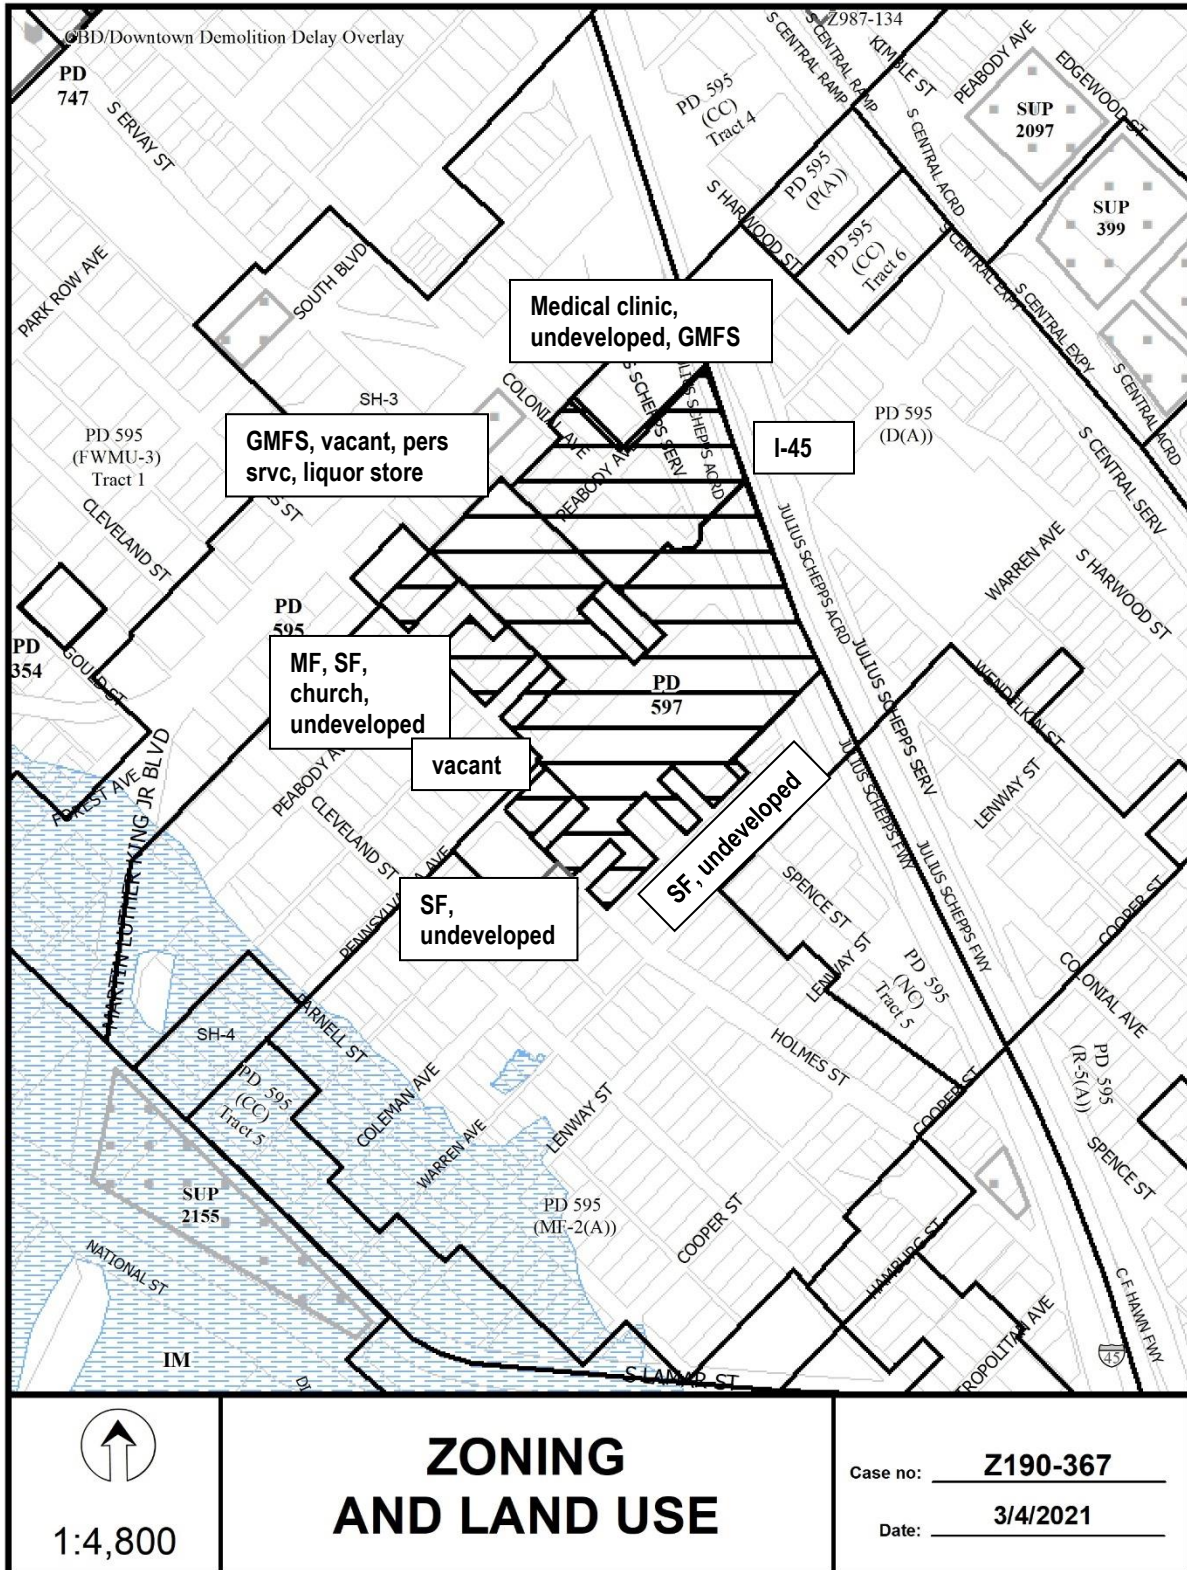 CBD/Downtown Demolition Delay Overlay
PD
747
S ERVAY ST
PARK ROW AVE
SOUTH BLVD
Z987-134
S CENTRAL RAMP
S CENTRAL RAMP
KIMBLE ST
PEABODY AVE
EDGEWOOD ST
SUP
2097
PD 595
(CC)
Tract 4
S CENTRAL ACRD
PD 595
(P(A))
SUP
399
S HARWOOD ST
PD 595
(CC)
Tract 6
S CENTRAL EXPY
S CENTRAL EXPY
S CENTRAL ACRD
Medical clinic,
undeveloped, GMFS
S SCHEPPS SERV
JULIUS SCHEPPS ACRD
COLONIAL AVE
SH-3
PD 595
(FWMU-3)
Tract 1
GMFS, vacant, pers
srvc, liquor store
I-45
PD 595
(D(A))
S CENTRAL SERV
PEABODY AVE
CLEVELAND ST
JULIUS SCHEPPS ACRD
WARREN AVE
S HARWOOD ST
PD
595
PD
354
GOULD ST
MF, SF,
church,
undeveloped
PD
597
JULIUS SCHEPPS SERV
WENDELKIN ST
vacant
JULIUS SCHEPPS FWY
PEABODY AVE
CLEVELAND ST
FOREST AVE
MARTIN LUTHER KING JR BLVD
LENWAY ST
SF, undeveloped
SF,
undeveloped
PENNSYLVANIA AVE
SPENCE ST
JULIUS SCHEPPS FWY
COOPER ST
LENWAY ST
PD 595
(NC)
Tract 5
COLONIAL AVE
SH-4
PARNELL ST
HOLMES ST
PD 595
(R-5(A))
PD 595
(CC)
Tract 5
COLEMAN AVE
WARREN AVE
LENWAY ST
COOPER ST
SPENCE ST
SUP
2155
PD 595
(MF-2(A))
COOPER ST
NATIONAL ST
HAMBURG ST
C F HAWN FWY
45
IM
S LAMAR ST
1:4,800
ZONING
AND LAND USE
Case no: Z190-367
Date: 3/4/2021